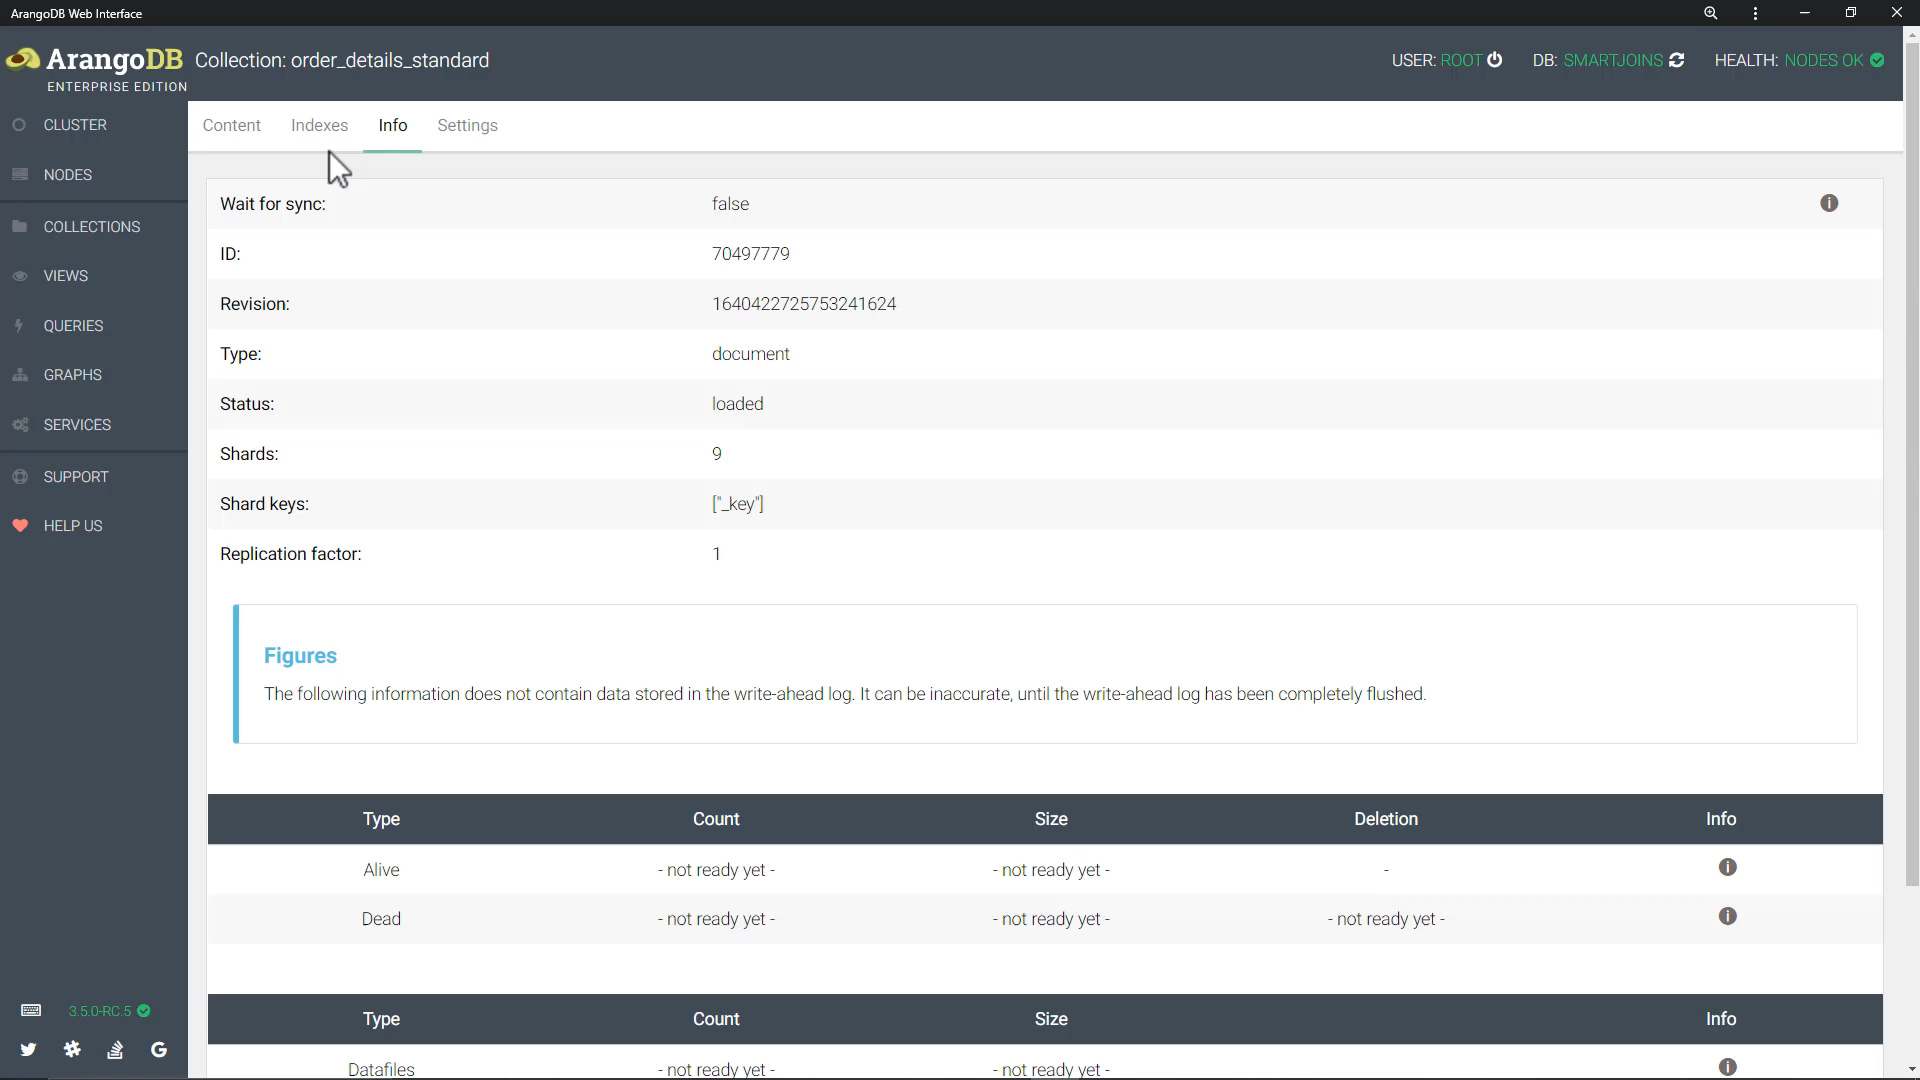 ArangoDB Web Interface
ArangoDB
ENTERPRISE EDITION
Collection: order_details_standard
USER: ROOT
DB: SMARTJOINS
HEALTH: NODES OK
CLUSTER
NODES
COLLECTIONS
VIEWS
QUERIES
GRAPHS
SERVICES
SUPPORT
HELP US
3.5.0-RC.5
Content Indexes Info Settings
Wait for sync: false
ID: 70497779
Revision: 1640422725753241624
Type: document
Status: loaded
Shards: 9
Shard keys: ["_key"]
Replication factor: 1
Figures
The following information does not contain data stored in the write-ahead log. It can be inaccurate, until the write-ahead log has been completely flushed.
Type Count Size Deletion Info
Alive - not ready yet - - not ready yet - -
Dead - not ready yet - - not ready yet - - not ready yet -
Type Count Size Info
Datafiles - not ready yet - - not ready yet -